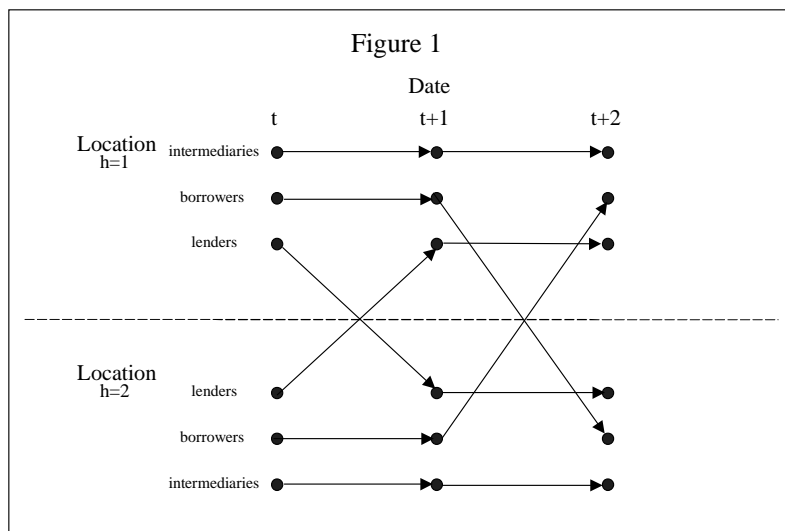 Figure 1
Date
t t+1 t+2
Location
h=1
intermediaries
borrowers
lenders
Location
h=2
lenders
borrowers
intermediaries